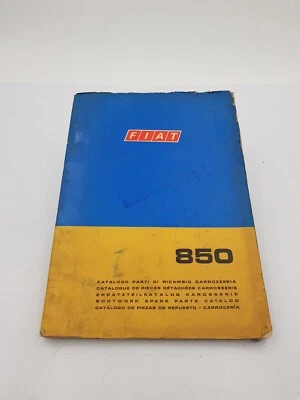 FIAT
850
CATALOGO PARTI DI RICAMBIO CARROZZERIA
CATALOGUE DE PIÈCES DÉTACHÉES CARROSSERIE
ERSATZTEILKATALOG KAROSSERIE
BODYWORK SPARE PARTS CATALOG
CATÁLOGO DE PIEZAS DE REPUESTO - CARROCERÍA